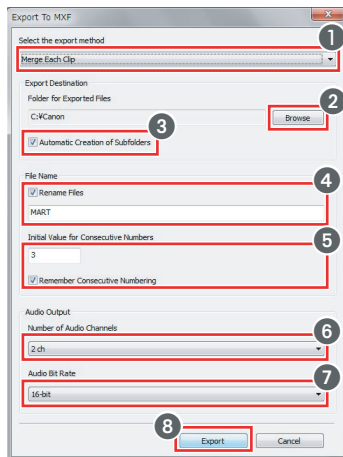 Export To MXF
Select the export method
1
Merge Each Clip
Export Destination
Folder for Exported Files
2
C:¥Canon
Browse
3
Automatic Creation of Subfolders
File Name
4
Rename Files
MART
Initial Value for Consecutive Numbers
5
3
Remember Consecutive Numbering
Audio Output
Number of Audio Channels
6
2 ch
Audio Bit Rate
7
16-bit
8
Export
Cancel